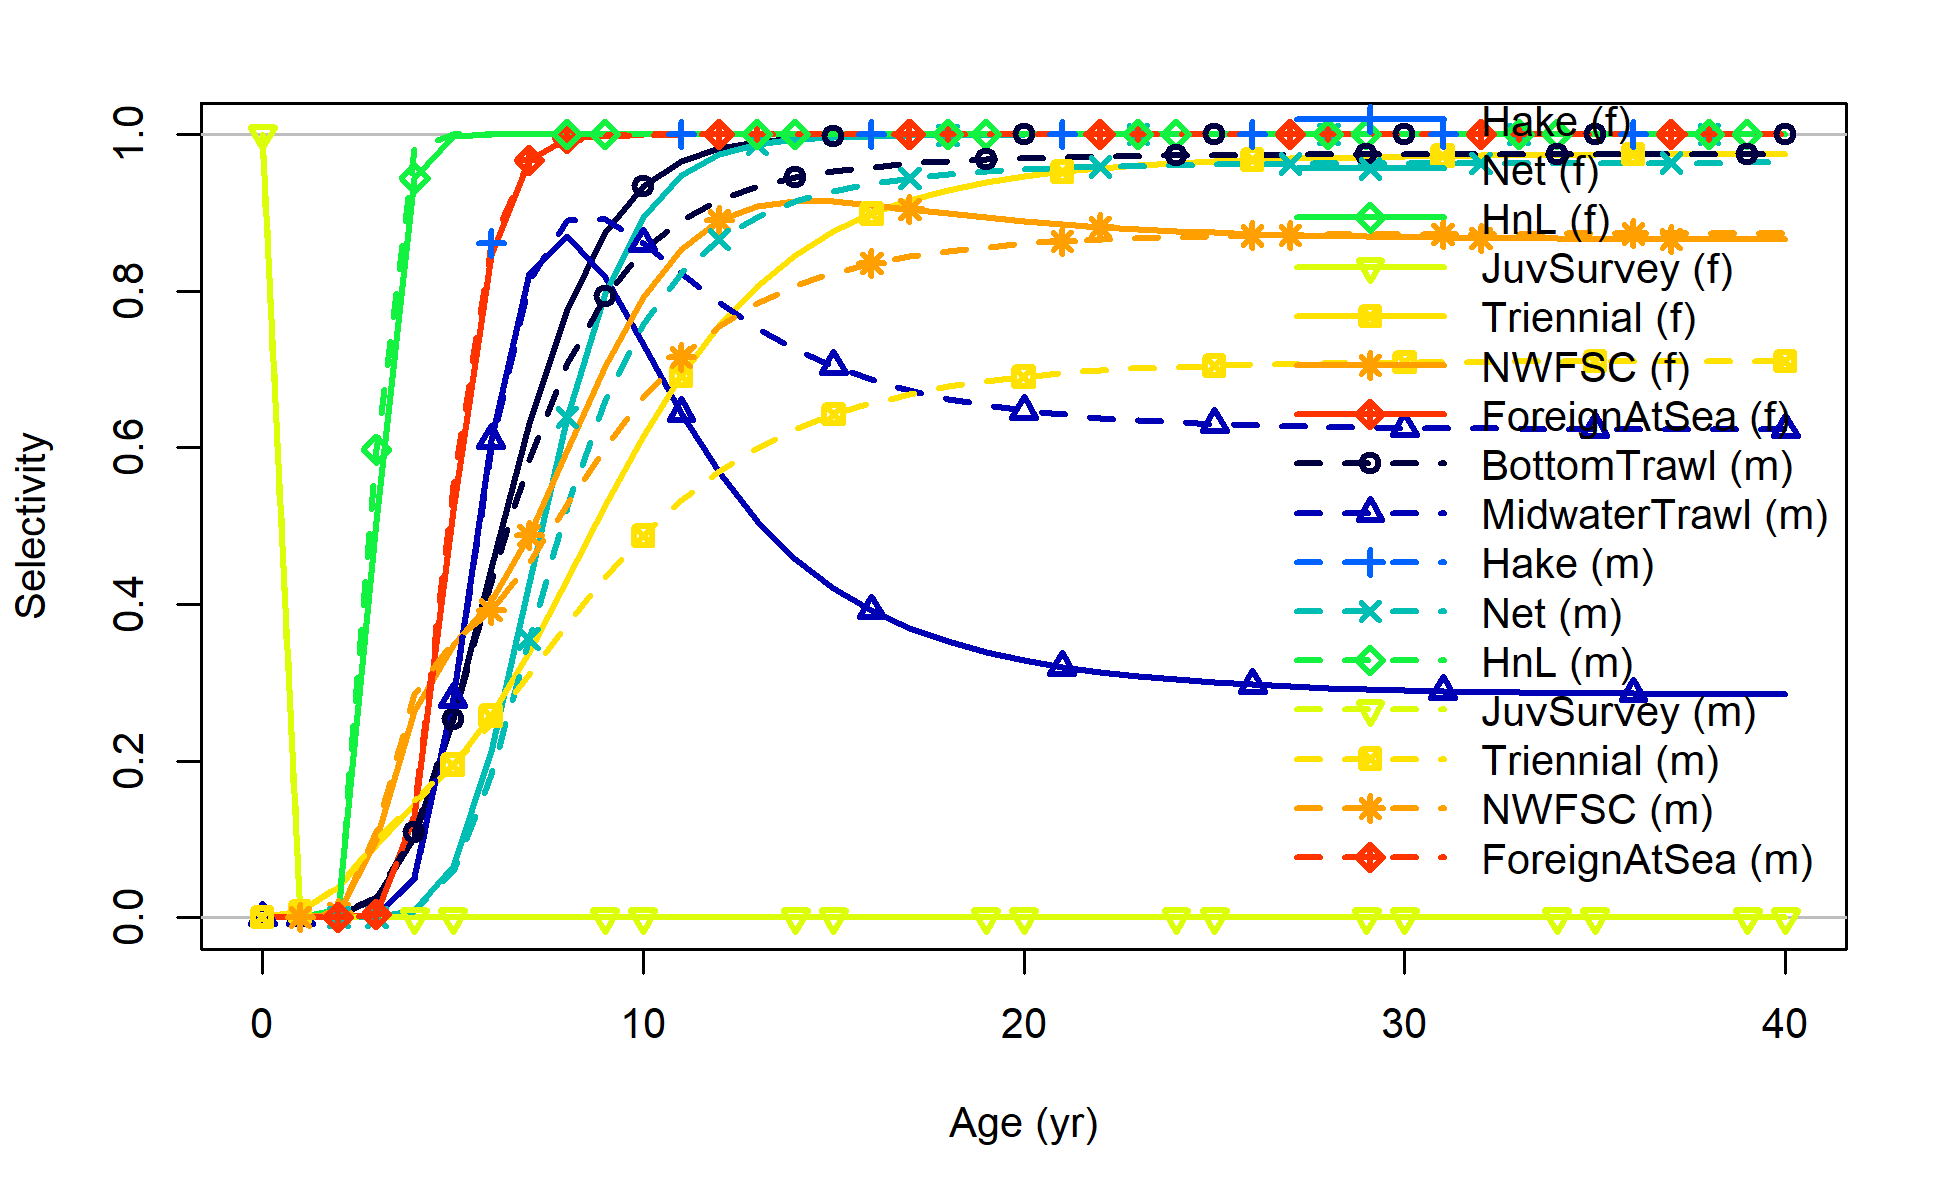 Selectivity
1.0
0.8
0.6
0.4
0.2
0.0
0
10
20
30
40
Age (yr)
Hake (f)
Net (f)
HnL (f)
JuvSurvey (f)
Triennial (f)
NWFSC (f)
ForeignAtSea (f)
BottomTrawl (m)
MidwaterTrawl (m)
Hake (m)
Net (m)
HnL (m)
JuvSurvey (m)
Triennial (m)
NWFSC (m)
ForeignAtSea (m)